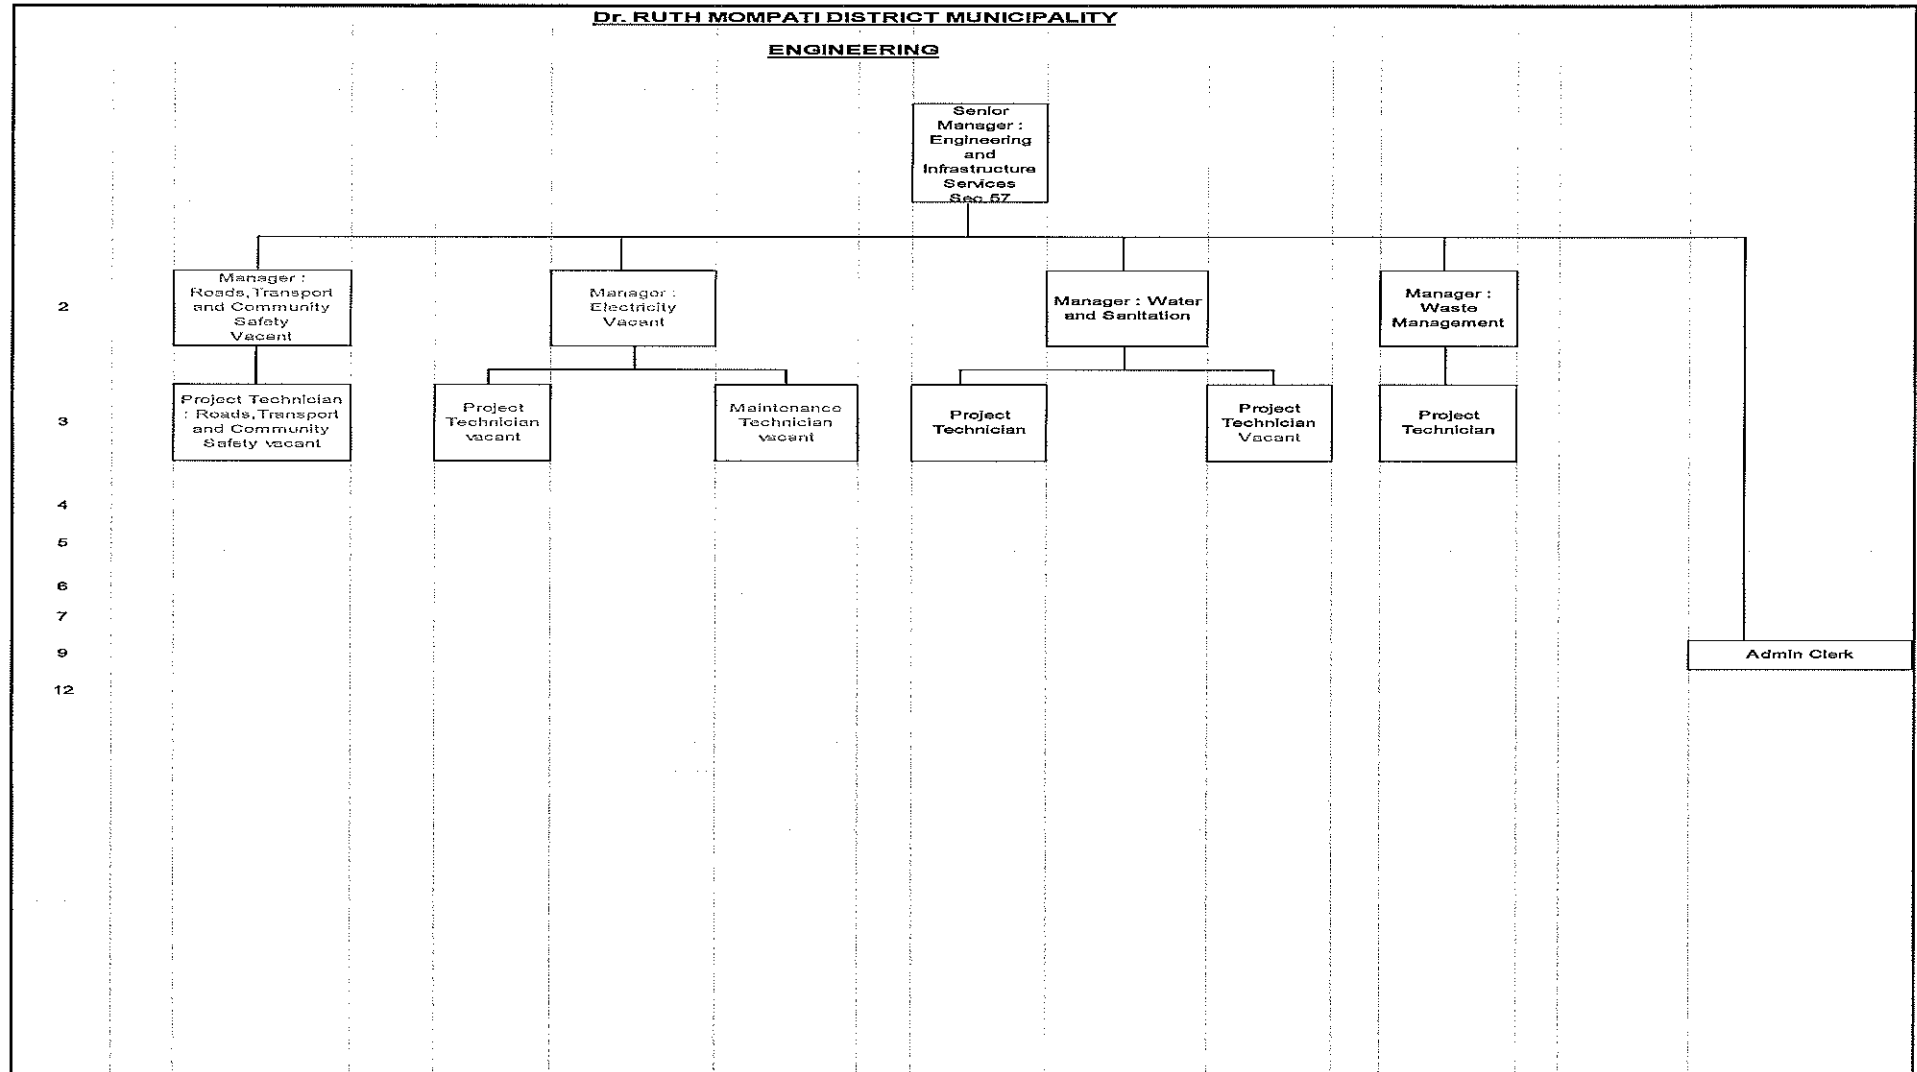 Dr. RUTH MOMPATI DISTRICT MUNICIPALITY
ENGINEERING
Senior
Manager :
Engineering
and
Infrastructure
Services
Sec 57
2
Manager :
Roads,Transport
and Community
Safety
Vacant
Manager :
Electricity
Vacant
Manager : Water
and Sanitation
Manager :
Waste
Management
3
Project Technician
: Roads,Transport
and Community
Safety vacant
Project
Technician
vacant
Maintenance
Technician
vacant
Project
Technician
Project
Technician
Vacant
Project
Technician
4
5
6
7
9
Admin Clerk
12